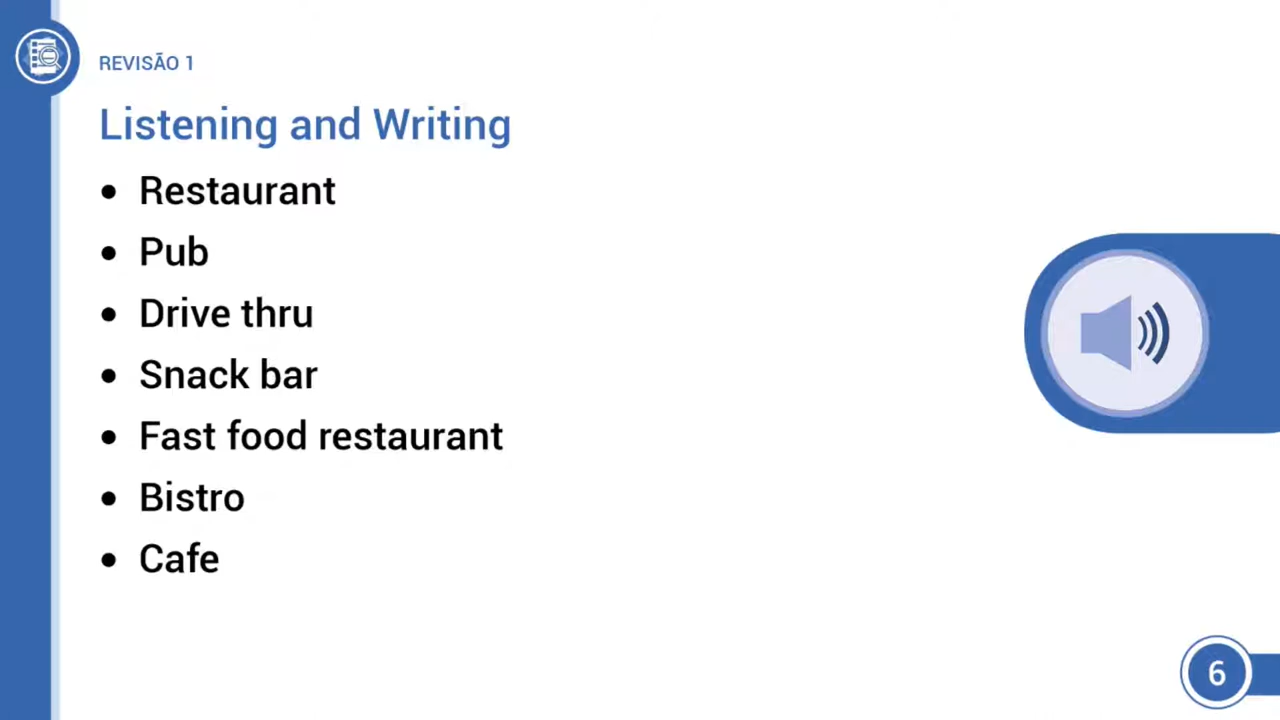 REVISÃO 1
Listening and Writing
• Restaurant
• Pub
• Drive thru
• Snack bar
• Fast food restaurant
• Bistro
• Cafe
6